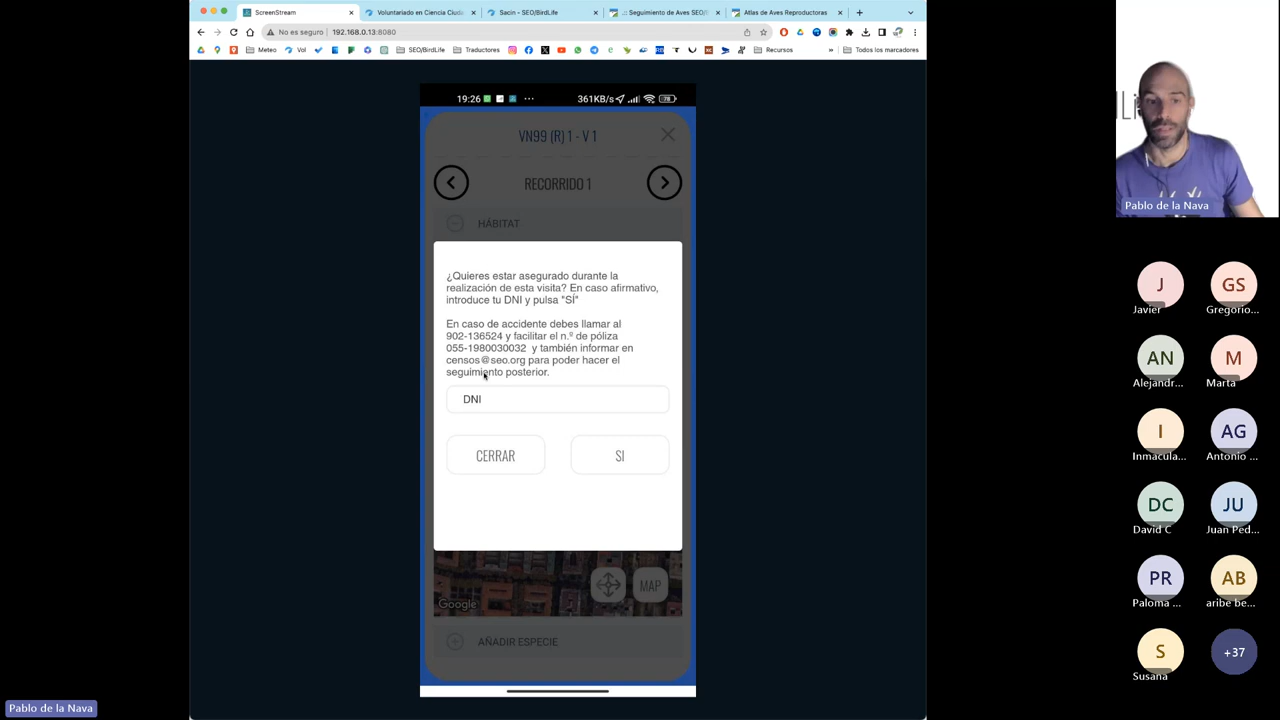 ScreenStream
Voluntariado en Ciencia Ciuda
Sacin - SEO/BirdLife
Seguimiento de Aves SEO/
Atlas de Aves Reproductoras
No es seguro
192.168.0.13:8080
Meteo
Vol
SEO/BirdLife
Traductores
Recursos
Todos los marcadores
19:26
361KB/s
78
VN99 (R) 1 - V 1
RECORRIDO 1
HÁBITAT
¿Quieres estar asegurado durante la
realización de esta visita? En caso afirmativo,
introduce tu DNI y pulsa "SÍ"
En caso de accidente debes llamar al
902-136524 y facilitar el n.º de póliza
055-1980030032 y también informar en
censos@seo.org para poder hacer el
seguimiento posterior.
DNI
CERRAR
SI
MAP
Google
AÑADIR ESPECIE
Pablo de la Nava
J
Javier
GS
Gregorio...
AN
Alejandr...
M
Marta
I
Inmacula...
AG
Antonio ...
DC
David C
JU
Juan Ped...
PR
Paloma ...
AB
aribe be...
S
Susana
+37
Pablo de la Nava